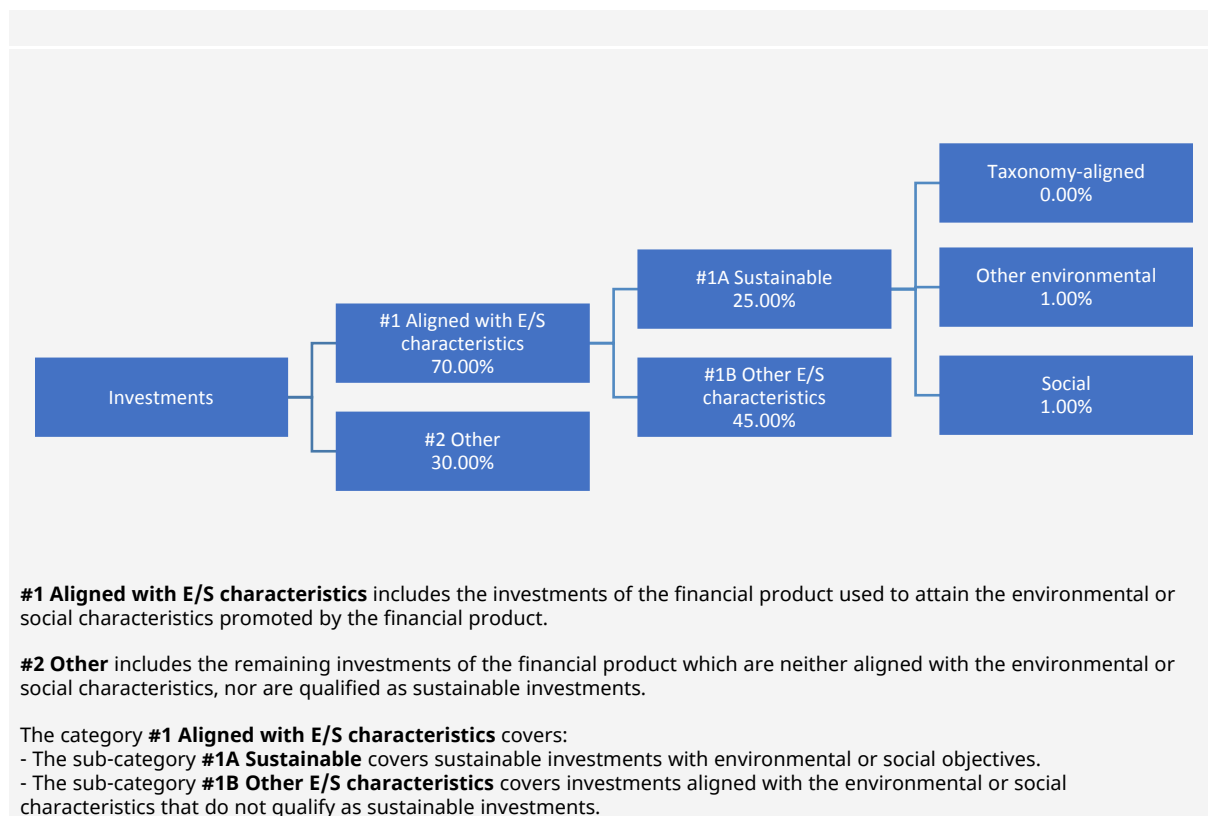 Taxonomy-aligned
0.00%
#1A Sustainable
25.00%
Other environmental
1.00%
#1 Aligned with E/S
characteristics
70.00%
Investments
#1B Other E/S
characteristics
45.00%
Social
1.00%
#2 Other
30.00%
#1 Aligned with E/S characteristics includes the investments of the financial product used to attain the environmental or
social characteristics promoted by the financial product.
#2 Other includes the remaining investments of the financial product which are neither aligned with the environmental or
social characteristics, nor are qualified as sustainable investments.
The category #1 Aligned with E/S characteristics covers:
- The sub-category #1A Sustainable covers sustainable investments with environmental or social objectives.
- The sub-category #1B Other E/S characteristics covers investments aligned with the environmental or social
characteristics that do not qualify as sustainable investments.